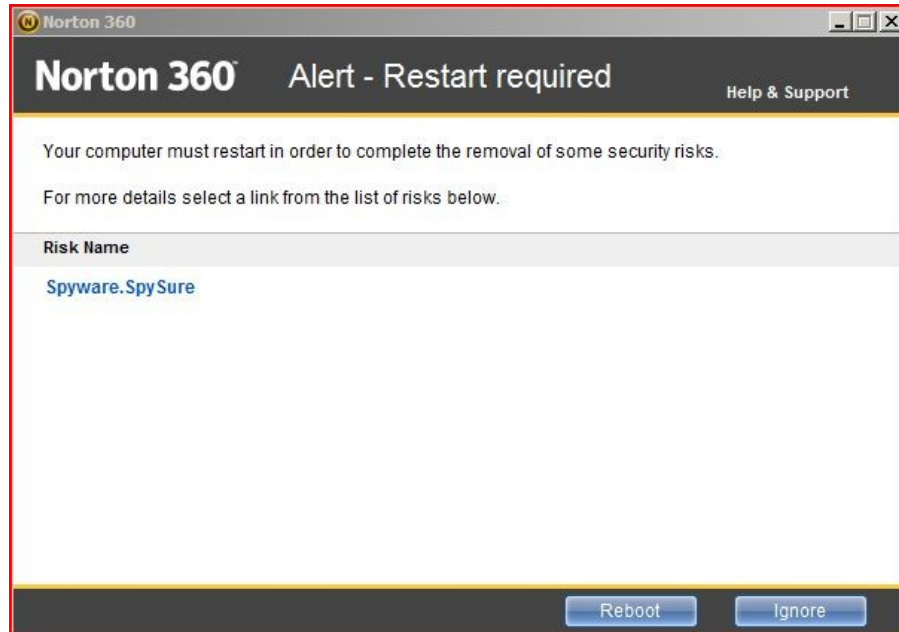 Norton 360
Norton 360 Alert - Restart required Help & Support
Your computer must restart in order to complete the removal of some security risks.
For more details select a link from the list of risks below.
Risk Name
Spyware.SpySure
Reboot Ignore